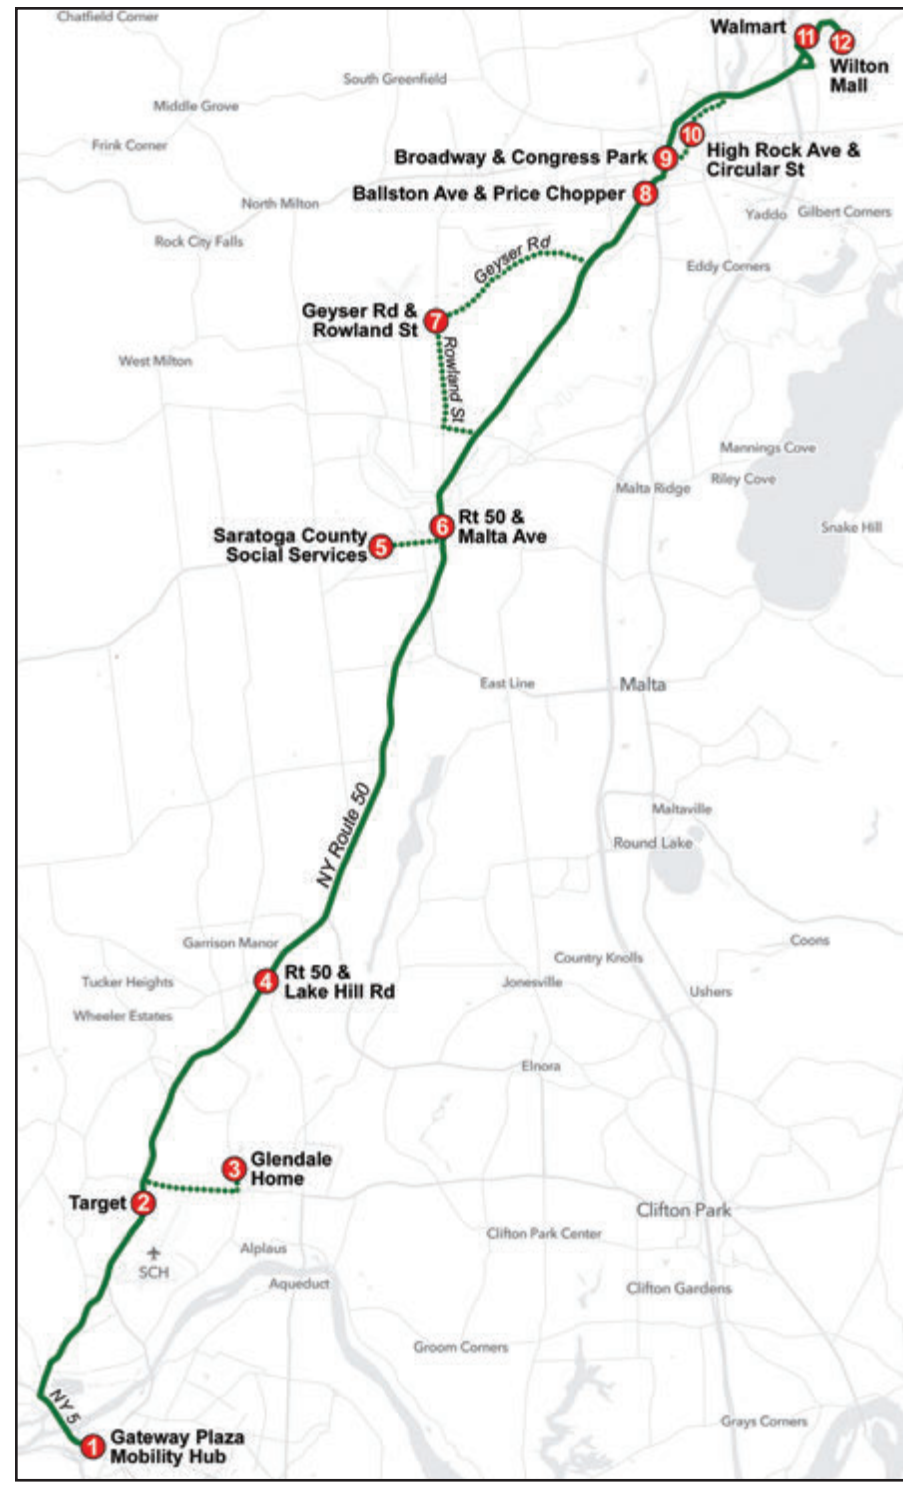 Chatfield Corner
Walmart
11
12
Wilton
Mall
South Greenfield
Middle Grove
Frink Corner
10
High Rock Ave &
Circular St
Broadway & Congress Park
9
Ballston Ave & Price Chopper
8
North Milton
Yaddo
Gilbert Corners
Rock City Falls
Geyser Rd
Eddy Corners
Geyser Rd &
Rowland St
7
Rowland St
West Milton
Mannings Cove
Riley Cove
Malta Ridge
Snake Hill
6
Rt 50 &
Malta Ave
Saratoga County
Social Services
5
East Line
Malta
NY Route 50
Maltaville
Round Lake
Garrison Manor
Coons
Country Knolls
Tucker Heights
4
Rt 50 &
Lake Hill Rd
Jonesville
Ushers
Wheeler Estates
Elnora
3
Glendale
Home
Target
2
Clifton Park
Clifton Park Center
Alplaus
SCH
Aqueduct
Clifton Gardens
Groom Corners
NY 5
Grays Corners
1
Gateway Plaza
Mobility Hub